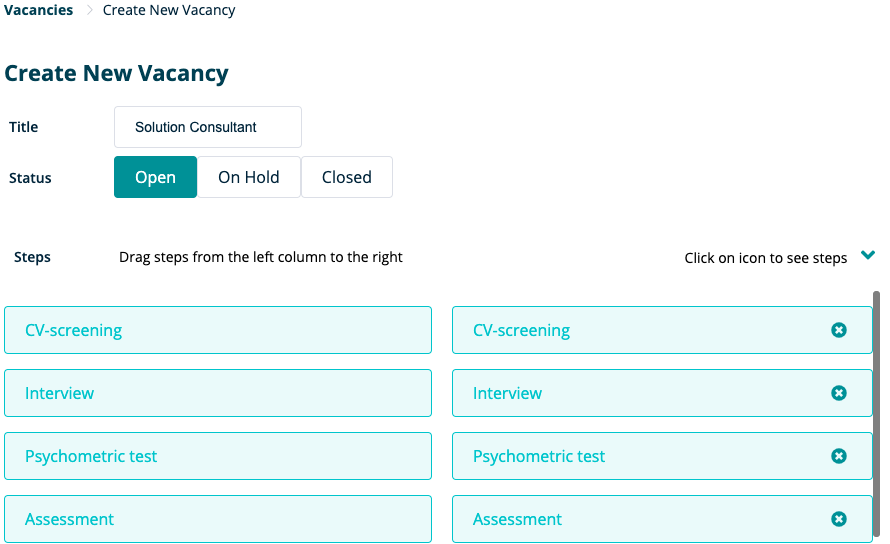 Vacancies > Create New Vacancy
Create New Vacancy
Title Solution Consultant
Status Open On Hold Closed
Steps Drag steps from the left column to the right Click on icon to see steps
CV-screening CV-screening
Interview Interview
Psychometric test Psychometric test
Assessment Assessment